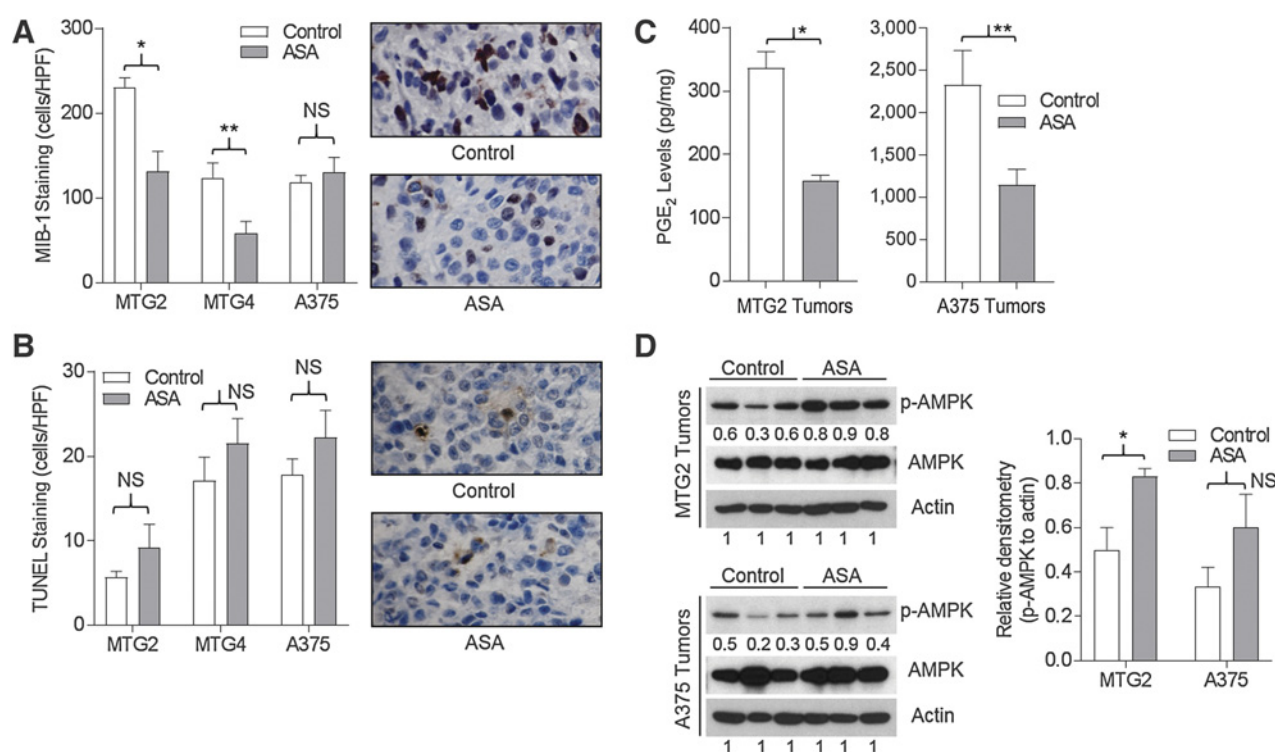 A
MIB-1 Staining (cells/HPF)
300
200
100
0
Control
ASA
*
**
NS
MTG2 MTG4 A375
Control
ASA
B
TUNEL Staining (cells/HPF)
30
20
10
0
Control
ASA
NS
NS
NS
MTG2 MTG4 A375
Control
ASA
C
PGE₂ Levels (pg/mg)
400
300
200
100
0
*
MTG2 Tumors
2,500
2,000
1,500
1,000
500
0
**
Control
ASA
A375 Tumors
D
MTG2 Tumors
Control ASA
p-AMPK
0.6 0.3 0.6 0.8 0.9 0.8
AMPK
Actin
1 1 1 1 1 1
A375 Tumors
Control ASA
p-AMPK
0.5 0.2 0.3 0.5 0.9 0.4
AMPK
Actin
1 1 1 1 1 1
Relative densitometry
(p-AMPK to actin)
1.0
0.8
0.6
0.4
0.2
0.0
Control
ASA
*
NS
MTG2 A375